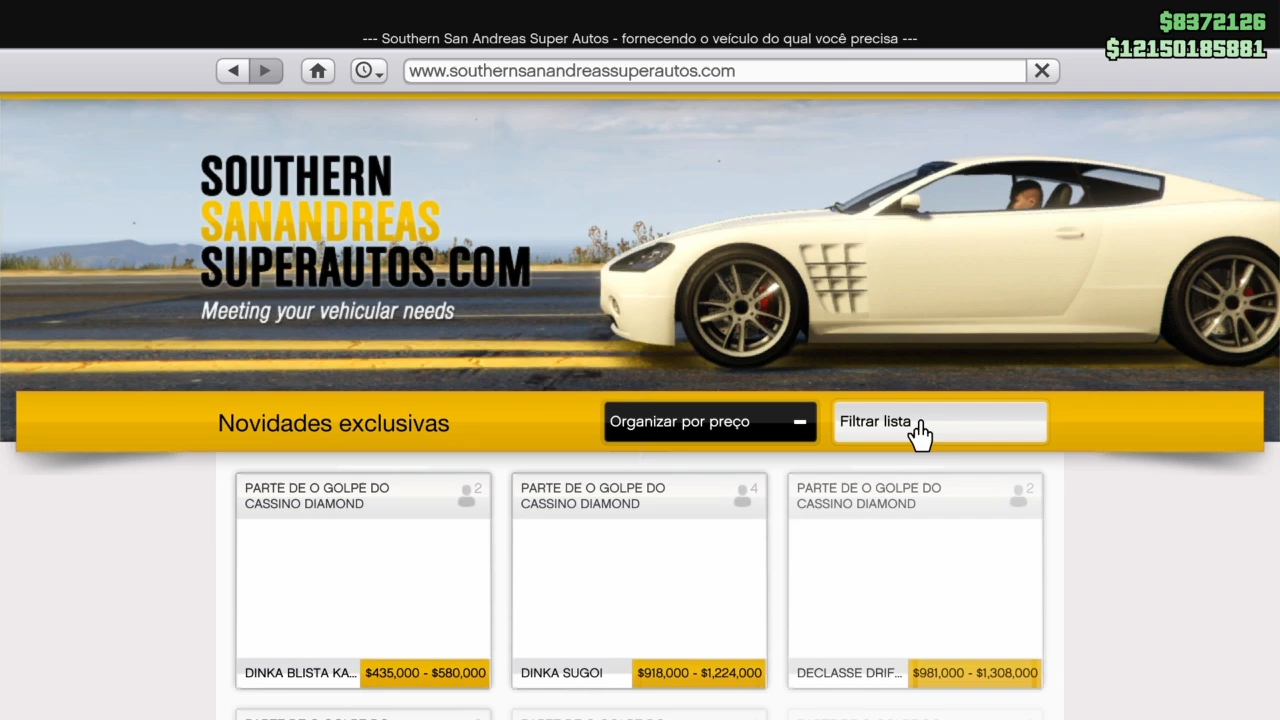 $8372126
--- Southern San Andreas Super Autos - fornecendo o veículo do qual você precisa ---
$12150185881
www.southernsanandreassuperautos.com
SOUTHERN
SANANDREAS
SUPERAUTOS.COM
Meeting your vehicular needs
Novidades exclusivas
Organizar por preço
Filtrar lista
PARTE DE O GOLPE DO
CASSINO DIAMOND
2
PARTE DE O GOLPE DO
CASSINO DIAMOND
4
PARTE DE O GOLPE DO
CASSINO DIAMOND
2
DINKA BLISTA KA... $435,000 - $580,000
DINKA SUGOI $918,000 - $1,224,000
DECLASSE DRIF... $981,000 - $1,308,000